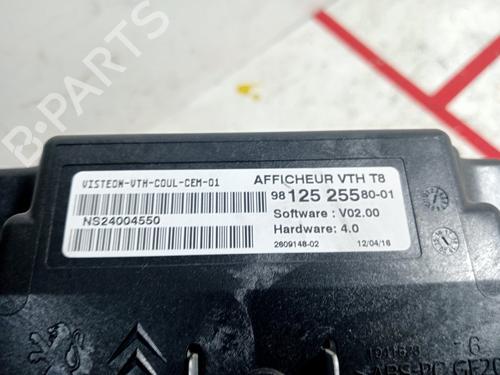 B-PARTS
VISTEON-VTH-COUL-CEM-01
AFFICHEUR VTH T8
98 125 255 80-01
Software : V02.00
NS24004550
Hardware: 4.0
2609148-02 12/04/16